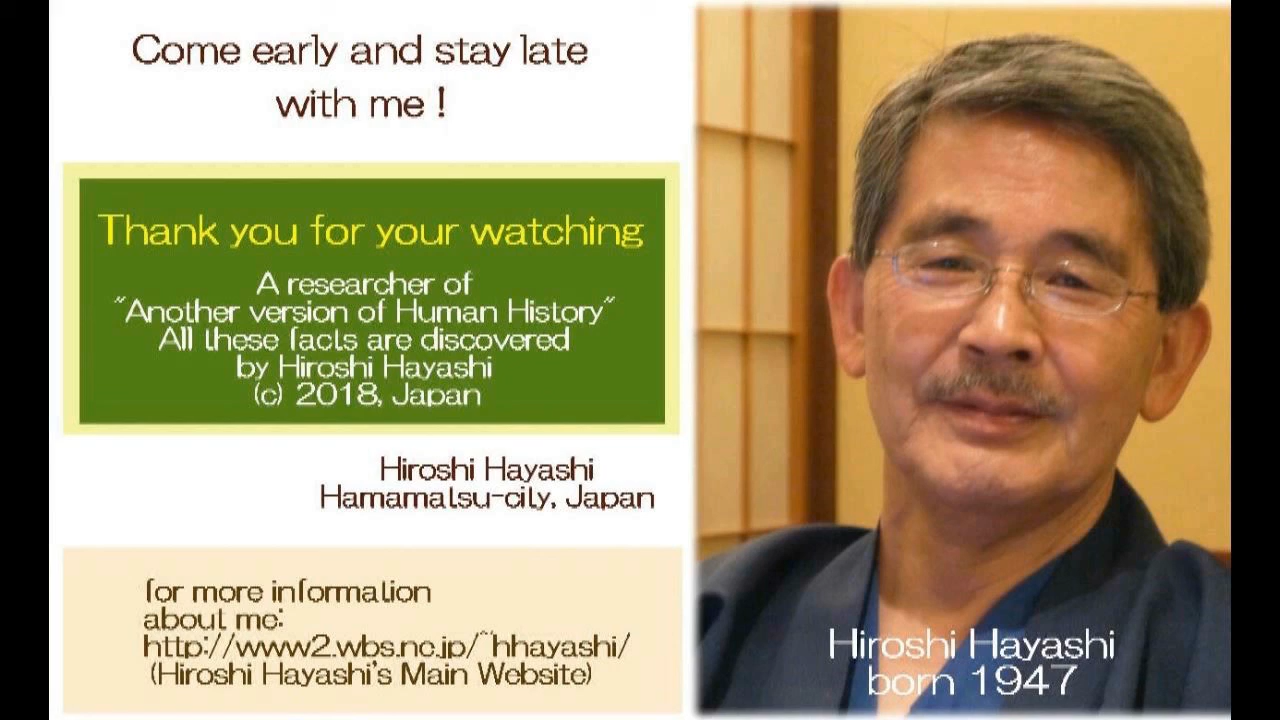 Come early and stay late
with me !
Thank you for your watching
A researcher of
"Another version of Human History"
All these facts are discovered
by Hiroshi Hayashi
(c) 2018, Japan
Hiroshi Hayashi
Hamamatsu-city, Japan
for more information
about me:
http://www2.wbs.ne.jp/~hhayashi/
(Hiroshi Hayashi's Main Website)
Hiroshi Hayashi
born 1947